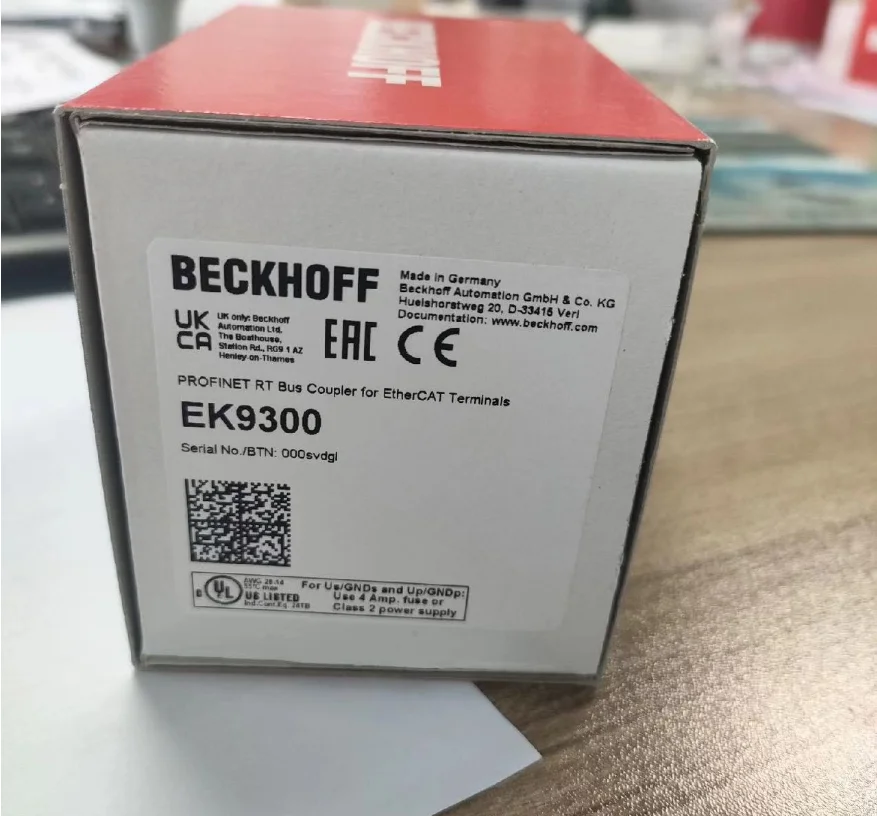 BECKHOFF
BECKHOFF
Made in Germany
Beckhoff Automation GmbH & Co. KG
Huelshorstweg 20, D-33415 Verl
Documentation: www.beckhoff.com
UK
CA
UK only: Beckhoff
Automation Ltd.
The Boathouse,
Station Rd., RG9 1 AZ
Henley-on-Thames
EAC CE
PROFINET RT Bus Coupler for EtherCAT Terminals
EK9300
Serial No./BTN: 000svdgl
c UL
US LISTED
For Us/GNDs and Up/GNDp:
Use 4 Amp. fuse or
Class 2 power supply